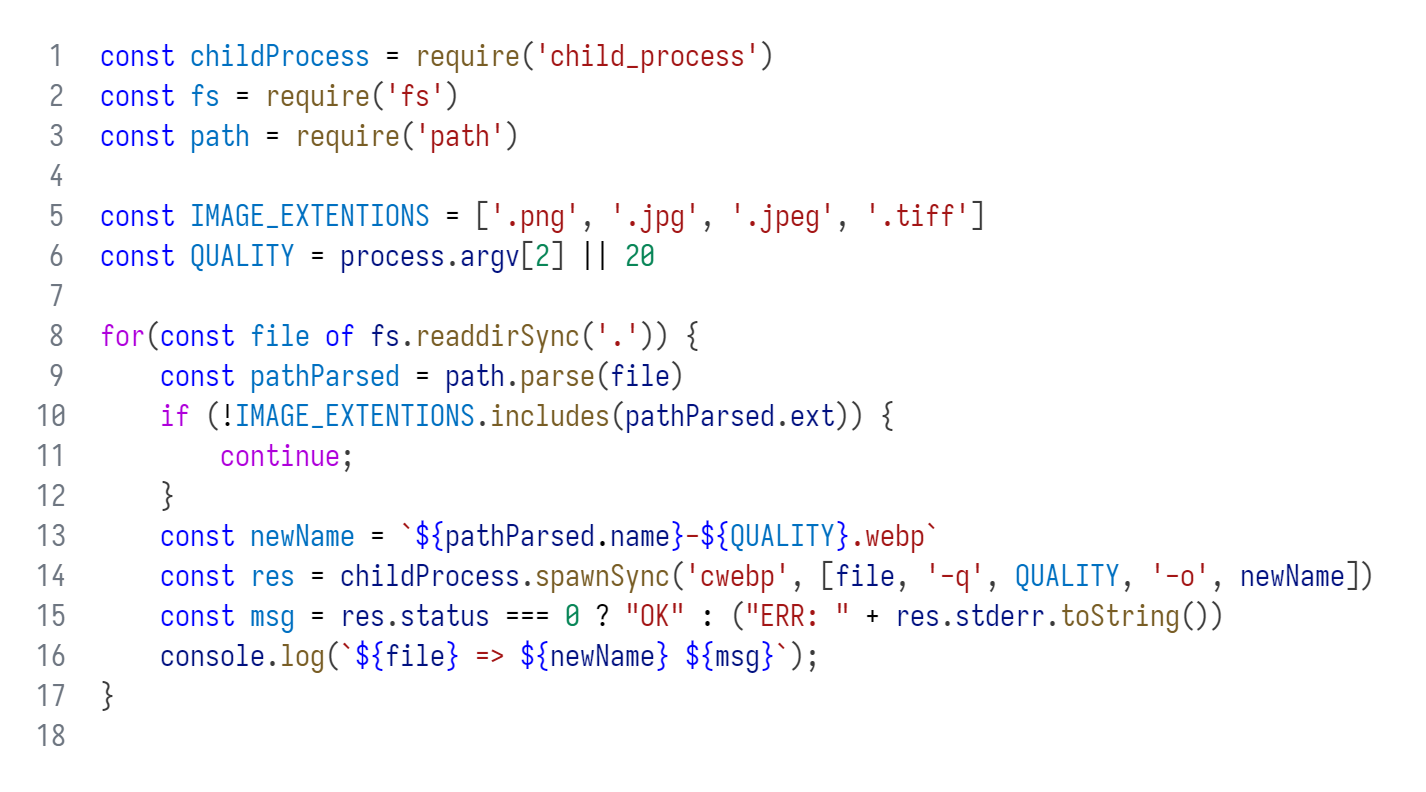 1 const childProcess = require('child_process')
2 const fs = require('fs')
3 const path = require('path')
4
5 const IMAGE_EXTENTIONS = ['.png', '.jpg', '.jpeg', '.tiff']
6 const QUALITY = process.argv[2] || 20
7
8 for(const file of fs.readdirSync('.')) {
9     const pathParsed = path.parse(file)
10     if (!IMAGE_EXTENTIONS.includes(pathParsed.ext)) {
11         continue;
12     }
13     const newName = `${pathParsed.name}-${QUALITY}.webp`
14     const res = childProcess.spawnSync('cwebp', [file, '-q', QUALITY, '-o', newName])
15     const msg = res.status === 0 ? "OK" : ("ERR: " + res.stderr.toString())
16     console.log(`${file} => ${newName} ${msg}`);
17 }
18